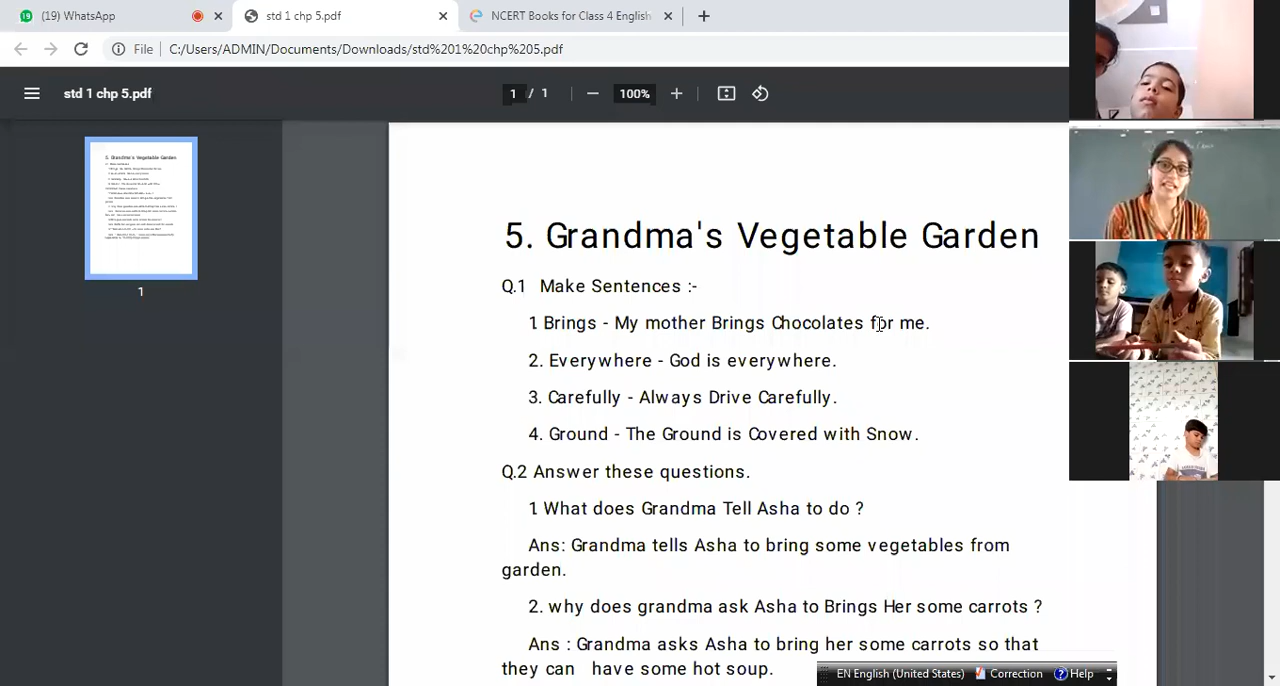 19 (19) WhatsApp
std 1 chp 5.pdf
NCERT Books for Class 4 English
File C:/Users/ADMIN/Documents/Downloads/std%201%20chp%205.pdf
std 1 chp 5.pdf
1 / 1
100%
5. Grandma's Vegetable Garden
1
5. Grandma's Vegetable Garden
Q.1 Make Sentences :-
1. Brings - My mother Brings Chocolates for me.
2. Everywhere - God is everywhere.
3. Carefully - Always Drive Carefully.
4. Ground - The Ground is Covered with Snow.
Q.2 Answer these questions.
1. What does Grandma Tell Asha to do ?
Ans: Grandma tells Asha to bring some vegetables from
garden.
2. why does grandma ask Asha to Brings Her some carrots ?
Ans : Grandma asks Asha to bring her some carrots so that
they can have some hot soup.
EN English (United States) Correction Help